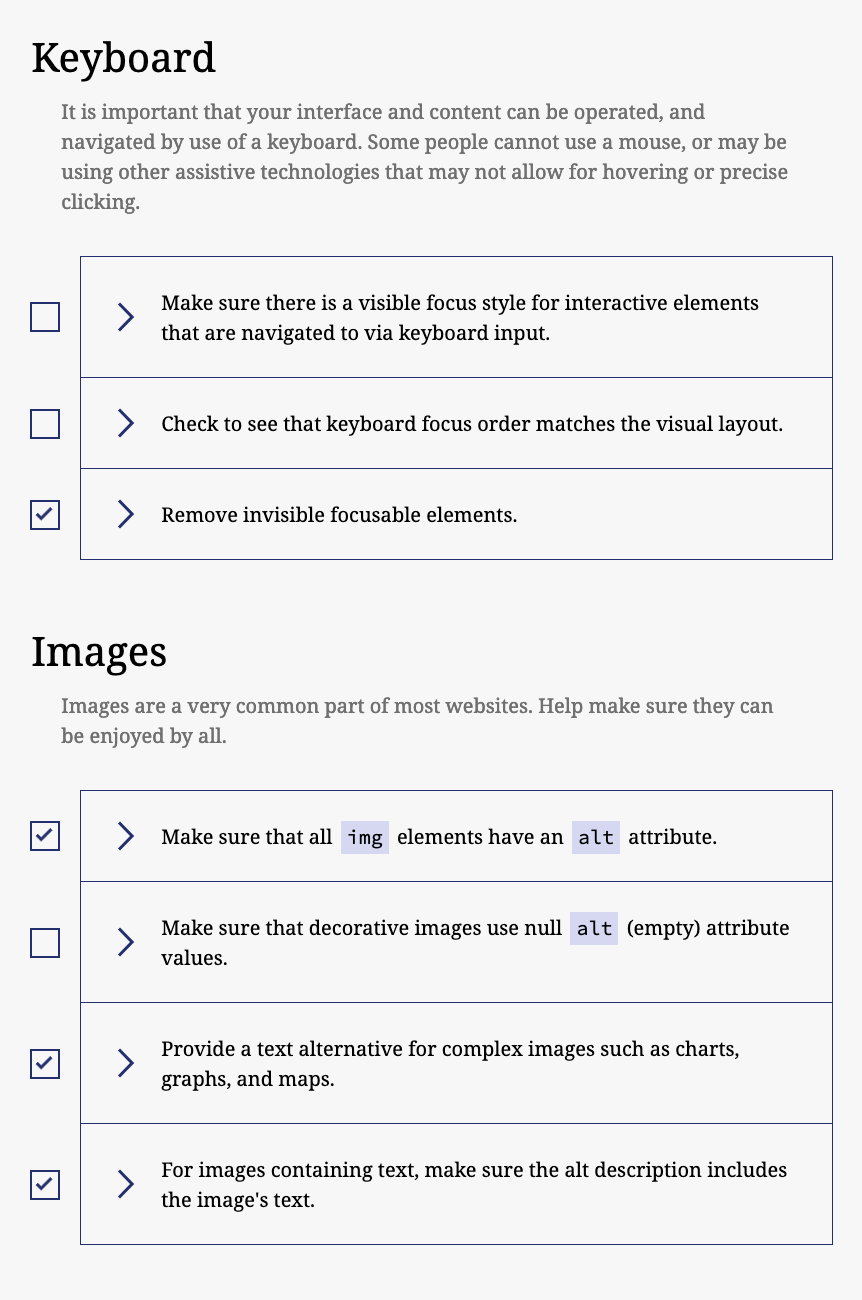 Keyboard
It is important that your interface and content can be operated, and
navigated by use of a keyboard. Some people cannot use a mouse, or may be
using other assistive technologies that may not allow for hovering or precise
clicking.
Make sure there is a visible focus style for interactive elements
that are navigated to via keyboard input.
Check to see that keyboard focus order matches the visual layout.
Remove invisible focusable elements.
Images
Images are a very common part of most websites. Help make sure they can
be enjoyed by all.
Make sure that all img elements have an alt attribute.
Make sure that decorative images use null alt (empty) attribute
values.
Provide a text alternative for complex images such as charts,
graphs, and maps.
For images containing text, make sure the alt description includes
the image's text.